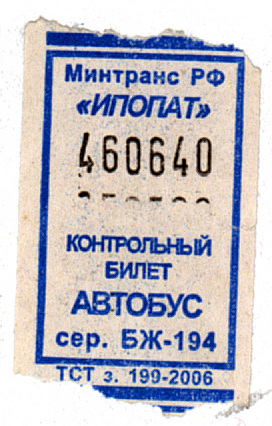 Минтранс РФ
«ИПОПАТ»
460640
КОНТРОЛЬНЫЙ
БИЛЕТ
АВТОБУС
сер. БЖ-194
ТСТ з. 199-2006